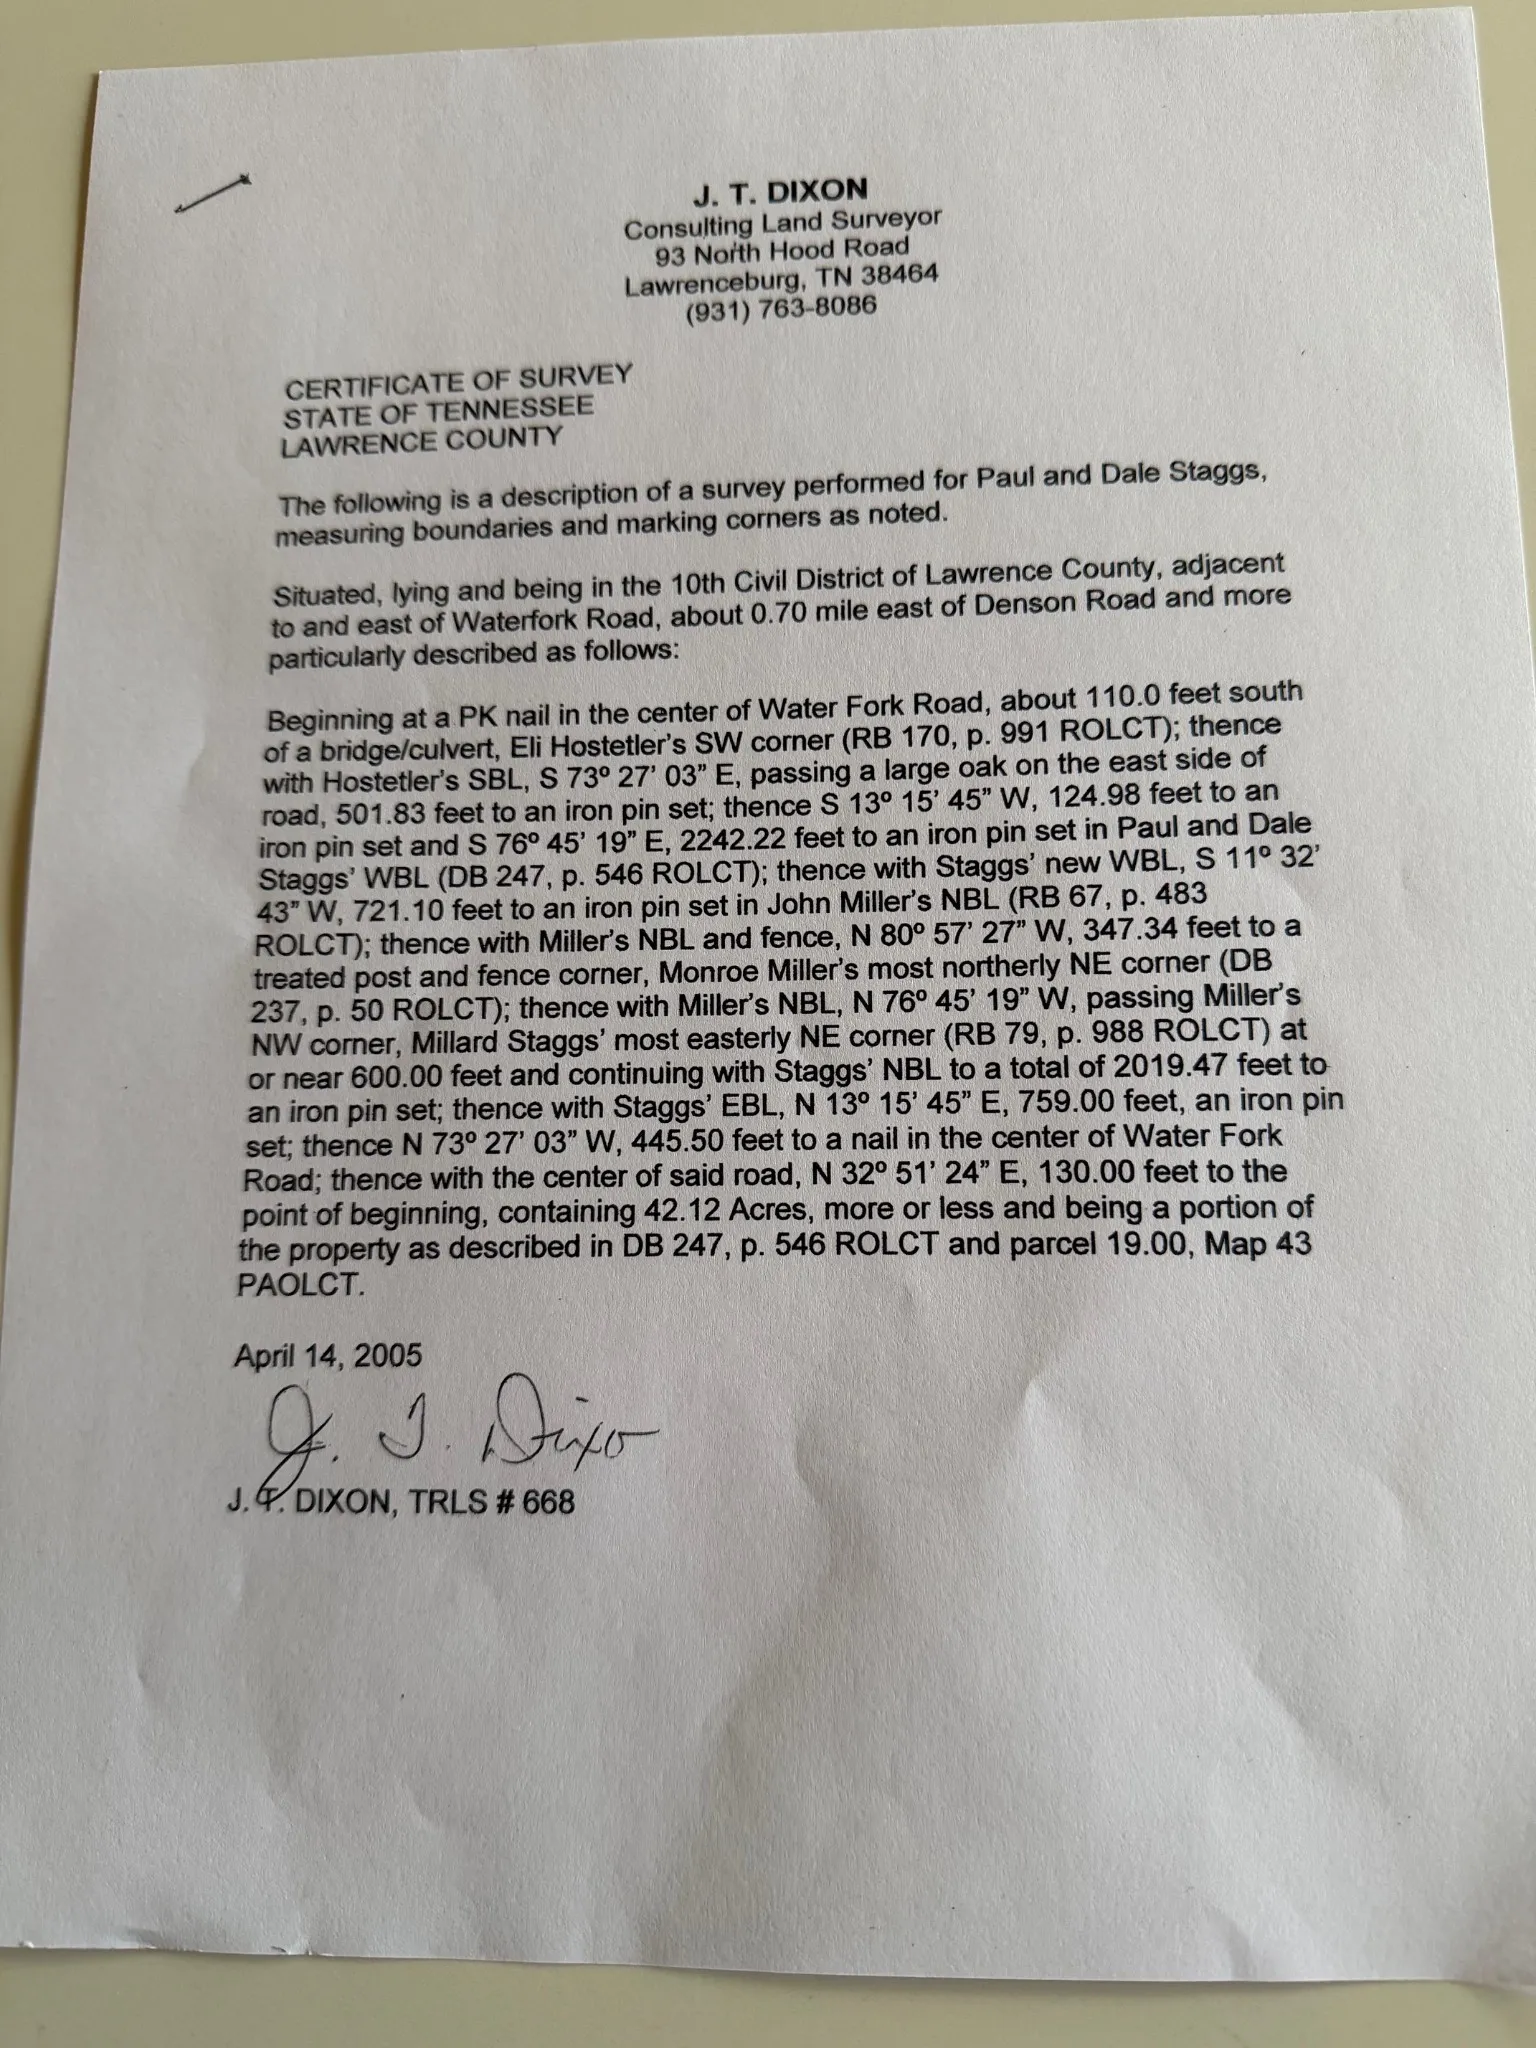 J. T. DIXON
Consulting Land Surveyor
93 North Hood Road
Lawrenceburg, TN 38464
(931) 763-8086
CERTIFICATE OF SURVEY
STATE OF TENNESSEE
LAWRENCE COUNTY
The following is a description of a survey performed for Paul and Dale Staggs,
measuring boundaries and marking corners as noted.
Situated, lying and being in the 10th Civil District of Lawrence County, adjacent
to and east of Waterfork Road, about 0.70 mile east of Denson Road and more
particularly described as follows:
Beginning at a PK nail in the center of Water Fork Road, about 110.0 feet south
of a bridge/culvert, Eli Hostetler's SW corner (RB 170, p. 991 ROLCT); thence
with Hostetler's SBL, S 73º 27' 03" E, passing a large oak on the east side of
road, 501.83 feet to an iron pin set; thence S 13º 15' 45" W, 124.98 feet to an
iron pin set and S 76º 45' 19" E, 2242.22 feet to an iron pin set in Paul and Dale
Staggs' WBL (DB 247, p. 546 ROLCT); thence with Staggs' new WBL, S 11º 32'
43" W, 721.10 feet to an iron pin set in John Miller's NBL (RB 67, p. 483
ROLCT); thence with Miller's NBL and fence, N 80º 57' 27" W, 347.34 feet to a
treated post and fence corner, Monroe Miller's most northerly NE corner (DB
237, p. 50 ROLCT); thence with Miller's NBL, N 76º 45' 19" W, passing Miller's
NW corner, Millard Staggs' most easterly NE corner (RB 79, p. 988 ROLCT) at
or near 600.00 feet and continuing with Staggs' NBL to a total of 2019.47 feet to
an iron pin set; thence with Staggs' EBL, N 13º 15' 45" E, 759.00 feet, an iron pin
set; thence N 73º 27' 03" W, 445.50 feet to a nail in the center of Water Fork
Road; thence with the center of said road, N 32º 51' 24" E, 130.00 feet to the
point of beginning, containing 42.12 Acres, more or less and being a portion of
the property as described in DB 247, p. 546 ROLCT and parcel 19.00, Map 43
PAOLCT.
April 14, 2005
J. T. Dixon
J. T. DIXON, TRLS # 668